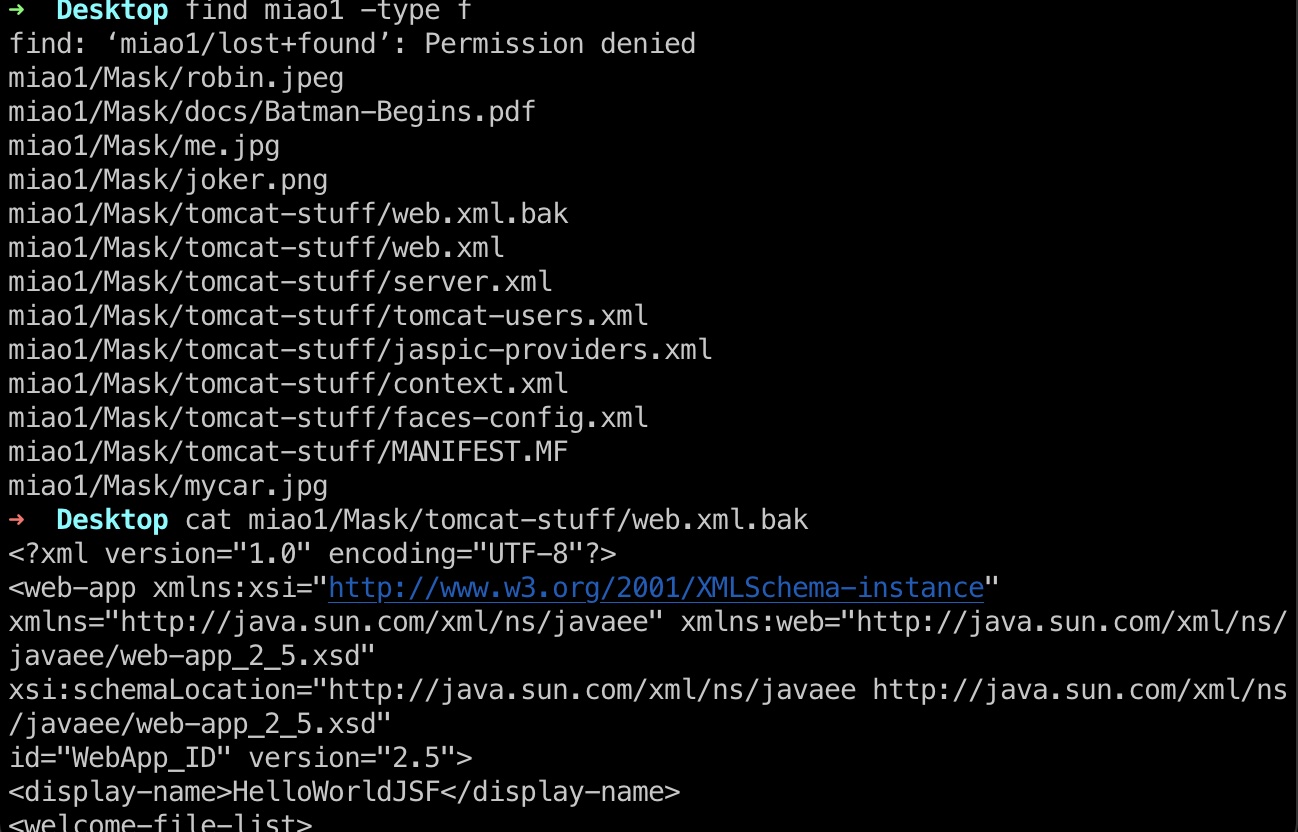 →  Desktop find miao1 -type f
find: ‘miao1/lost+found’: Permission denied
miao1/Mask/robin.jpeg
miao1/Mask/docs/Batman-Begins.pdf
miao1/Mask/me.jpg
miao1/Mask/joker.png
miao1/Mask/tomcat-stuff/web.xml.bak
miao1/Mask/tomcat-stuff/web.xml
miao1/Mask/tomcat-stuff/server.xml
miao1/Mask/tomcat-stuff/tomcat-users.xml
miao1/Mask/tomcat-stuff/jaspic-providers.xml
miao1/Mask/tomcat-stuff/context.xml
miao1/Mask/tomcat-stuff/faces-config.xml
miao1/Mask/tomcat-stuff/MANIFEST.MF
miao1/Mask/mycar.jpg
→  Desktop cat miao1/Mask/tomcat-stuff/web.xml.bak
<?xml version="1.0" encoding="UTF-8"?>
<web-app xmlns:xsi="http://www.w3.org/2001/XMLSchema-instance"
xmlns="http://java.sun.com/xml/ns/javaee" xmlns:web="http://java.sun.com/xml/ns/
javaee/web-app_2_5.xsd"
xsi:schemaLocation="http://java.sun.com/xml/ns/javaee http://java.sun.com/xml/ns
/javaee/web-app_2_5.xsd"
id="WebApp_ID" version="2.5">
<display-name>HelloWorldJSF</display-name>
<welcome-file-list>